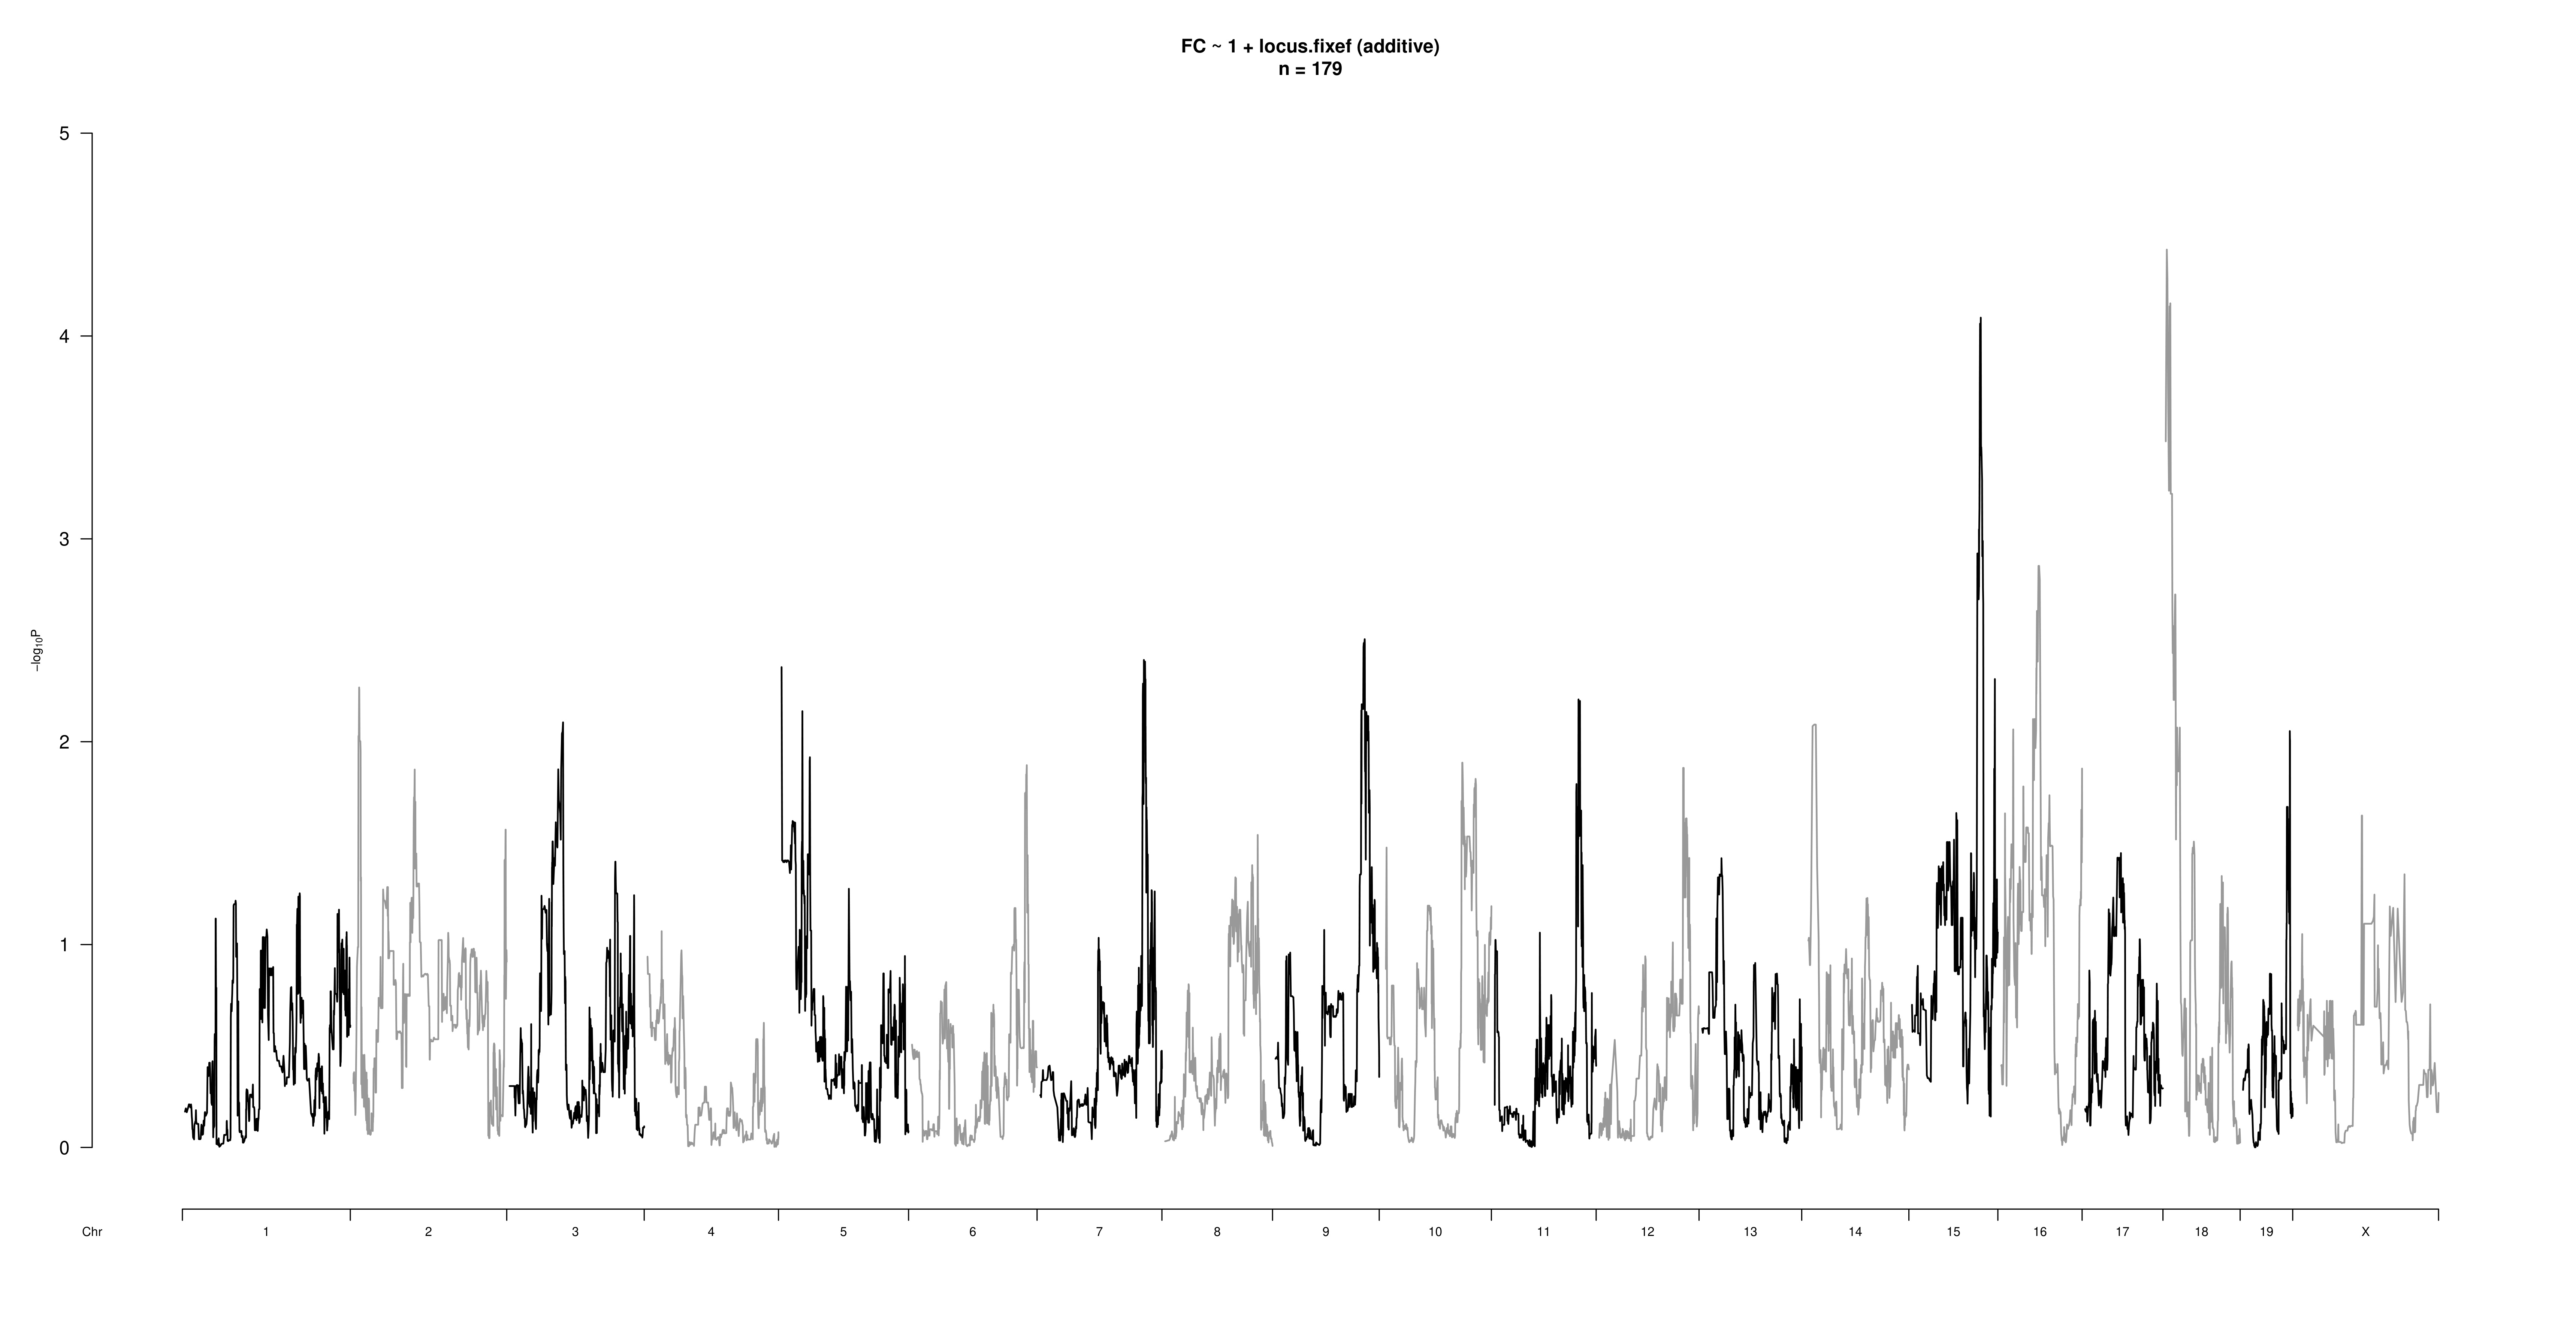 FC ~ 1 + locus.fixef (additive)
n = 179
5
4
3
2
1
0
−log10P
Chr 1 2 3 4 5 6 7 8 9 10 11 12 13 14 15 16 17 18 19 X